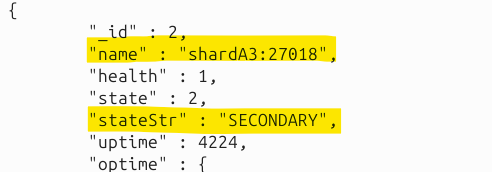 {
"_id" : 2,
"name" : "shardA3:27018",
"health" : 1,
"state" : 2,
"stateStr" : "SECONDARY",
"uptime" : 4224,
"optime" : {